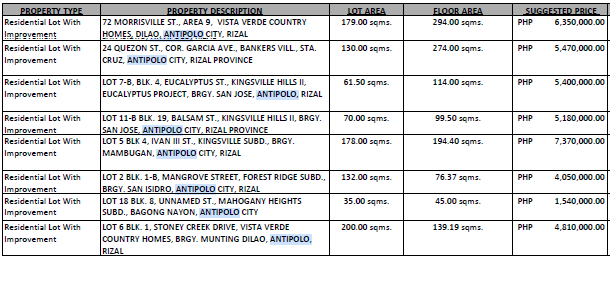 PROPERTY TYPE PROPERTY DESCRIPTION LOT AREA FLOOR AREA SUGGESTED PRICE
Residential Lot With 72 MORRISVILLE ST., AREA 9, VISTA VERDE COUNTRY 179.00 sqms. 294.00 sqms. PHP 6,350,000.00
Improvement HOMES, DILAO, ANTIPOLO CITY, RIZAL
Residential Lot With 24 QUEZON ST., COR. GARCIA AVE., BANKERS VILL., STA. 130.00 sqms. 274.00 sqms. PHP 5,470,000.00
Improvement CRUZ, ANTIPOLO CITY, RIZAL PROVINCE
Residential Lot With LOT 7-B, BLK. 4, EUCALYPTUS ST., KINGSVILLE HILLS II, 61.50 sqms. 114.00 sqms. PHP 5,400,000.00
Improvement EUCALYPTUS PROJECT, BRGY. SAN JOSE, ANTIPOLO, RIZAL
Residential Lot With LOT 11-B BLK. 19, BALSAM ST., KINGSVILLE HILLS II, BRGY. 70.00 sqms. 99.50 sqms. PHP 5,180,000.00
Improvement SAN JOSE, ANTIPOLO CITY, RIZAL PROVINCE
Residential Lot With LOT 5 BLK 4, IVAN III ST., KINGSVILLE SUBD., BRGY. 178.00 sqms. 194.40 sqms. PHP 7,370,000.00
Improvement MAMBUGAN, ANTIPOLO CITY, RIZAL
Residential Lot With LOT 2 BLK. 1-B, MANGROVE STREET, FOREST RIDGE SUBD., 132.00 sqms. 76.37 sqms. PHP 4,050,000.00
Improvement BRGY. SAN ISIDRO, ANTIPOLO CITY, RIZAL
Residential Lot With LOT 18 BLK. 8, UNNAMED ST., MAHOGANY HEIGHTS 35.00 sqms. 45.00 sqms. PHP 1,540,000.00
Improvement SUBD., BAGONG NAYON, ANTIPOLO CITY
Residential Lot With LOT 6 BLK. 1, STONEY CREEK DRIVE, VISTA VERDE 200.00 sqms. 139.19 sqms. PHP 4,810,000.00
Improvement COUNTRY HOMES, BRGY. MUNTING DILAO, ANTIPOLO,
RIZAL